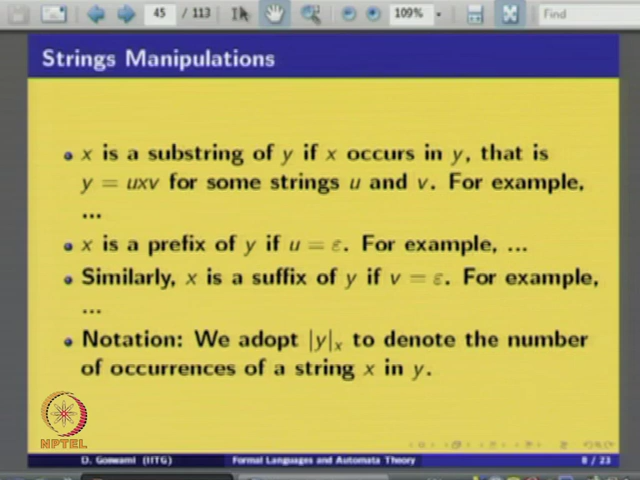 45 / 113
109%
Find
Strings Manipulations
x is a substring of y if x occurs in y, that is
y = uxv for some strings u and v. For example,
...
x is a prefix of y if u = ε. For example, ...
Similarly, x is a suffix of y if v = ε. For example,
...
Notation: We adopt |y|ₓ to denote the number
of occurrences of a string x in y.
NPTEL
D. Goswami (IITG) Formal Languages and Automata Theory 8 / 23